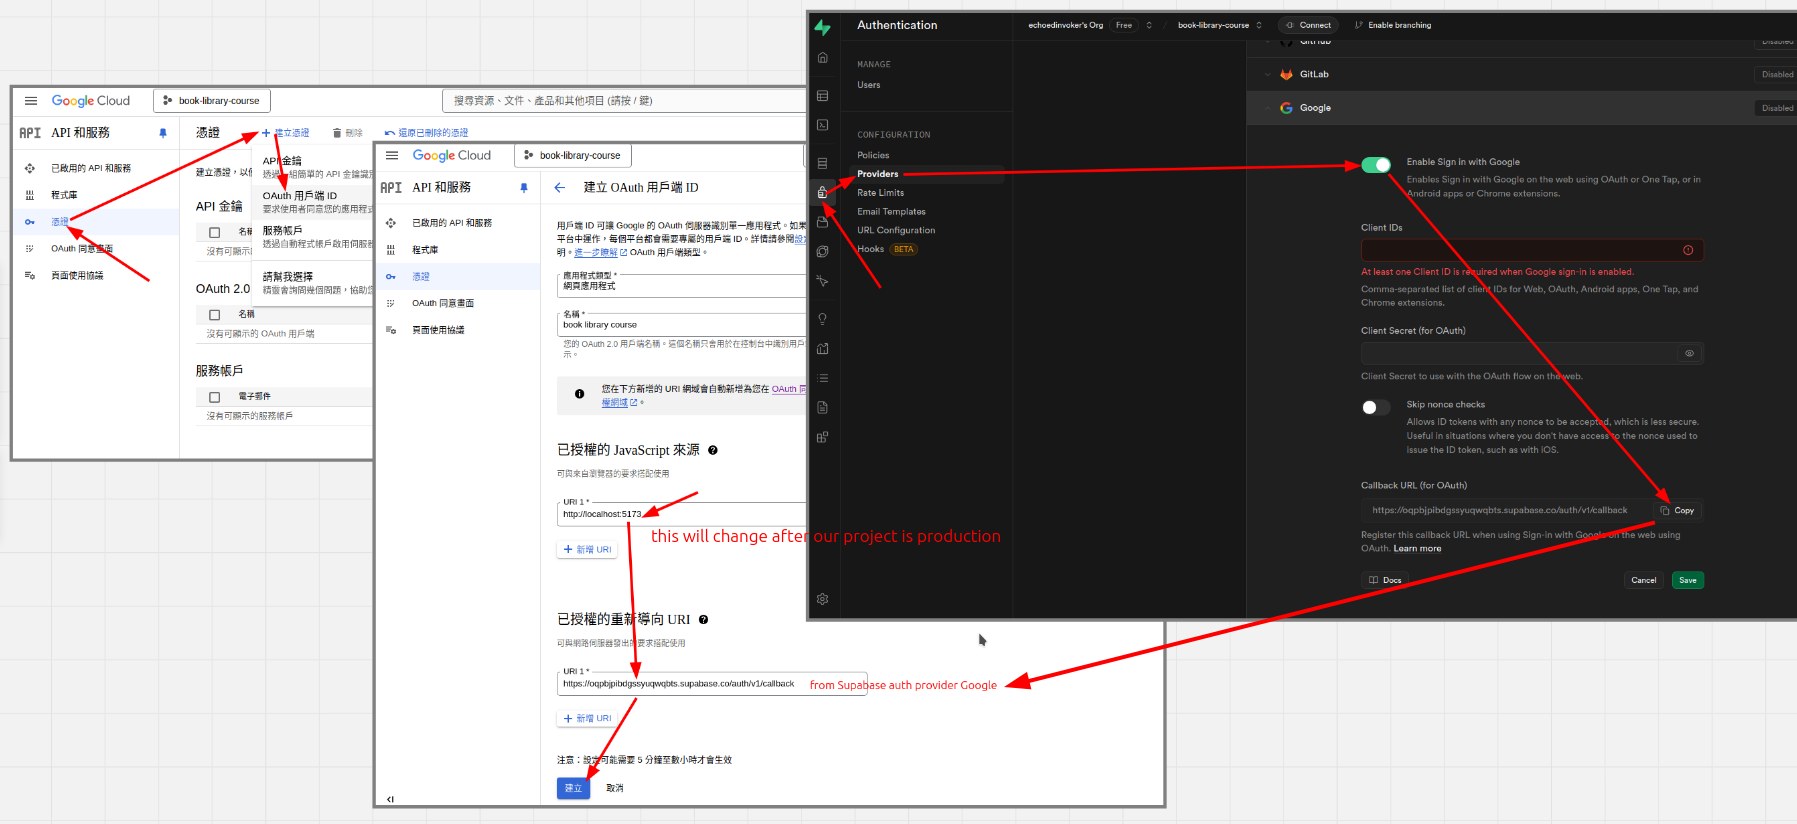 Google Cloud
book-library-course
搜尋資源、文件、產品和其他項目 (請按 / 鍵)
API
API 和服務
已啟用的 API 和服務
程式庫
憑證
OAuth 同意畫面
頁面使用協議
憑證
建立憑證
刪除
還原已刪除的憑證
建立憑證，以
API 金鑰
透過 組簡單的 API 金鑰識
OAuth 用戶端 ID
要求使用者同意您的應用程式
服務帳戶
透過自動程式帳戶啟用伺服器
請幫我選擇
精靈會詢問幾個問題，協助您
API 金鑰
名稱
沒有可顯示
OAuth 2.0
名稱
沒有可顯示的 OAuth 用戶端
服務帳戶
電子郵件
沒有可顯示的服務帳戶
Google Cloud
book-library-course
API
API 和服務
已啟用的 API 和服務
程式庫
憑證
OAuth 同意畫面
頁面使用協議
建立 OAuth 用戶端 ID
用戶端 ID 可讓 Google 的 OAuth 伺服器識別單一應用程式。如果
平台中運作，每個平台都會需要專屬的用戶端 ID。詳情請參閱設定
明。進一步瞭解 OAuth 用戶端類型。
應用程式類型 *
網頁應用程式
名稱 *
book library course
您的 OAuth 2.0 用戶端名稱。這個名稱只會用於在控制台中識別用戶
示。
您在下方新增的 URI 網域會自動新增為您在 OAuth 同
權網域。
已授權的 JavaScript 來源
可與來自瀏覽器的要求搭配使用
URI 1 *
http://localhost:5173
this will change after our project is production
新增 URI
已授權的重新導向 URI
可與網路伺服器發出的要求搭配使用
URI 1 *
https://oqpbjpibdgssyuqwqbts.supabase.co/auth/v1/callback
from Supabase auth provider Google
新增 URI
注意：設定可能需要 5 分鐘至數小時才會生效
建立
取消
Authentication
echoedinvoker's Org
Free
book-library-course
Connect
Enable branching
MANAGE
Users
CONFIGURATION
Policies
Providers
Rate Limits
Email Templates
URL Configuration
Hooks
BETA
GitHub
Disabled
GitLab
Disabled
Google
Disabled
Enable Sign in with Google
Enables Sign in with Google on the web using OAuth or One Tap, or in
Android apps or Chrome extensions.
Client IDs
At least one Client ID is required when Google sign-in is enabled.
Comma-separated list of client IDs for Web, OAuth, Android apps, One Tap, and
Chrome extensions.
Client Secret (for OAuth)
Client Secret to use with the OAuth flow on the web.
Skip nonce checks
Allows ID tokens with any nonce to be accepted, which is less secure.
Useful in situations where you don't have access to the nonce used to
issue the ID token, such as with iOS.
Callback URL (for OAuth)
https://oqpbjpibdgssyuqwqbts.supabase.co/auth/v1/callback
Copy
Register this callback URL when using Sign-in with Google on the web using
OAuth. Learn more
Docs
Cancel
Save